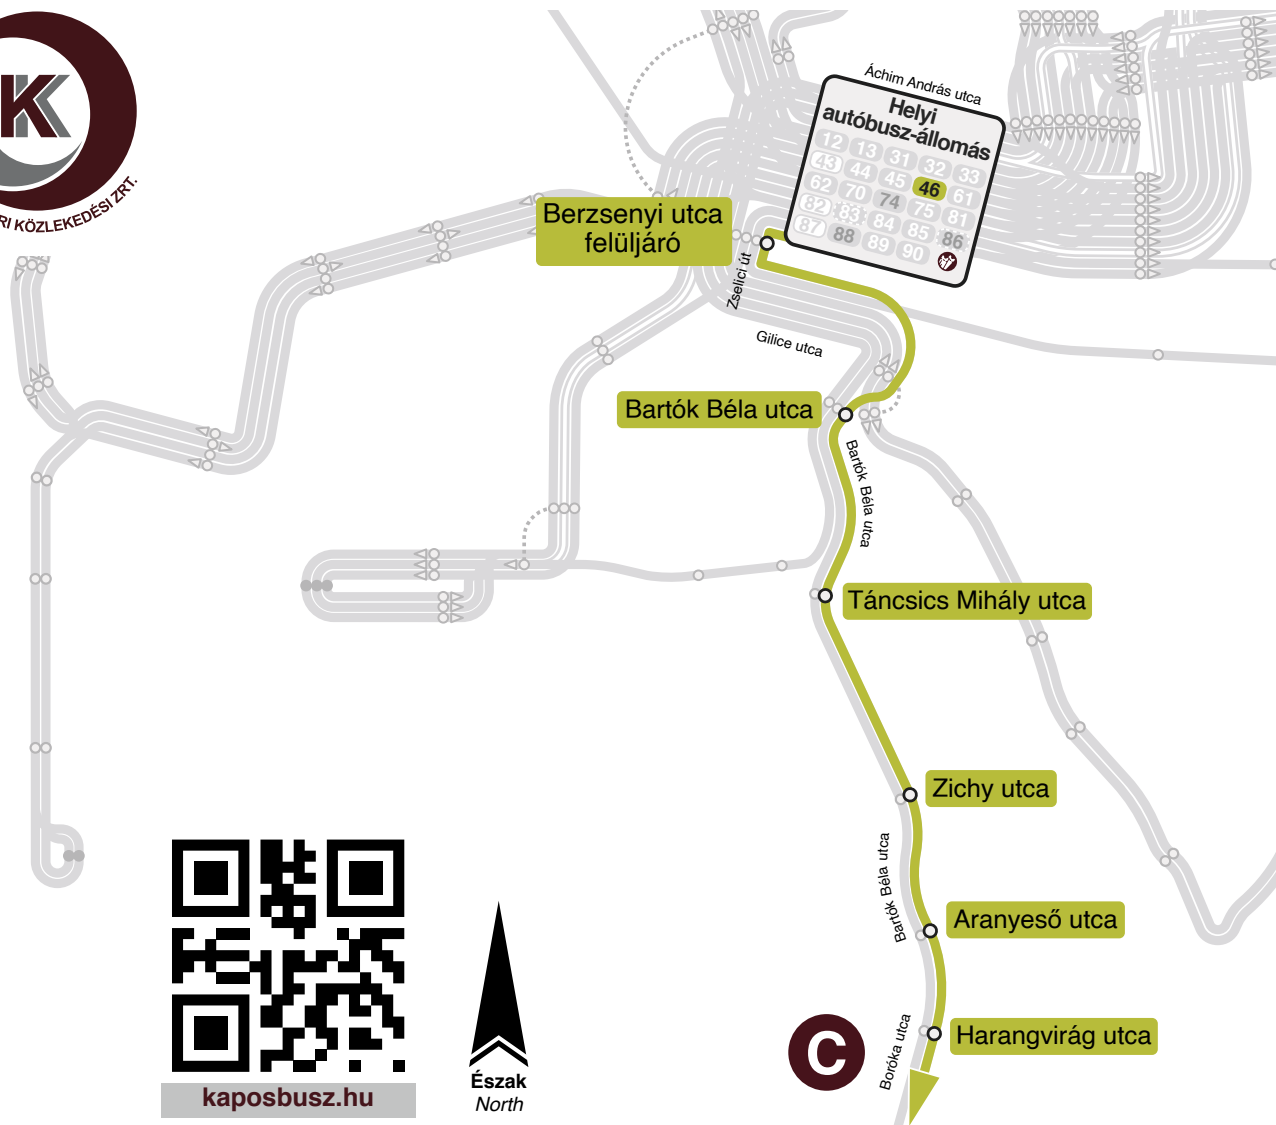 K
RI KÖZLEKEDÉSI ZRT.
Áchim András utca
Helyi
autóbusz-állomás
12 13 31 32 33
43 44 45 46 61
62 70 74 75 81
82 83 84 85 86
87 88 89 90
Berzsenyi utca
felüljáró
Zselici út
Gilice utca
Bartók Béla utca
Bartók Béla utca
Táncsics Mihály utca
Zichy utca
Bartók Béla utca
Aranyeső utca
Harangvirág utca
Boróka utca
C
kaposbusz.hu
Észak
North